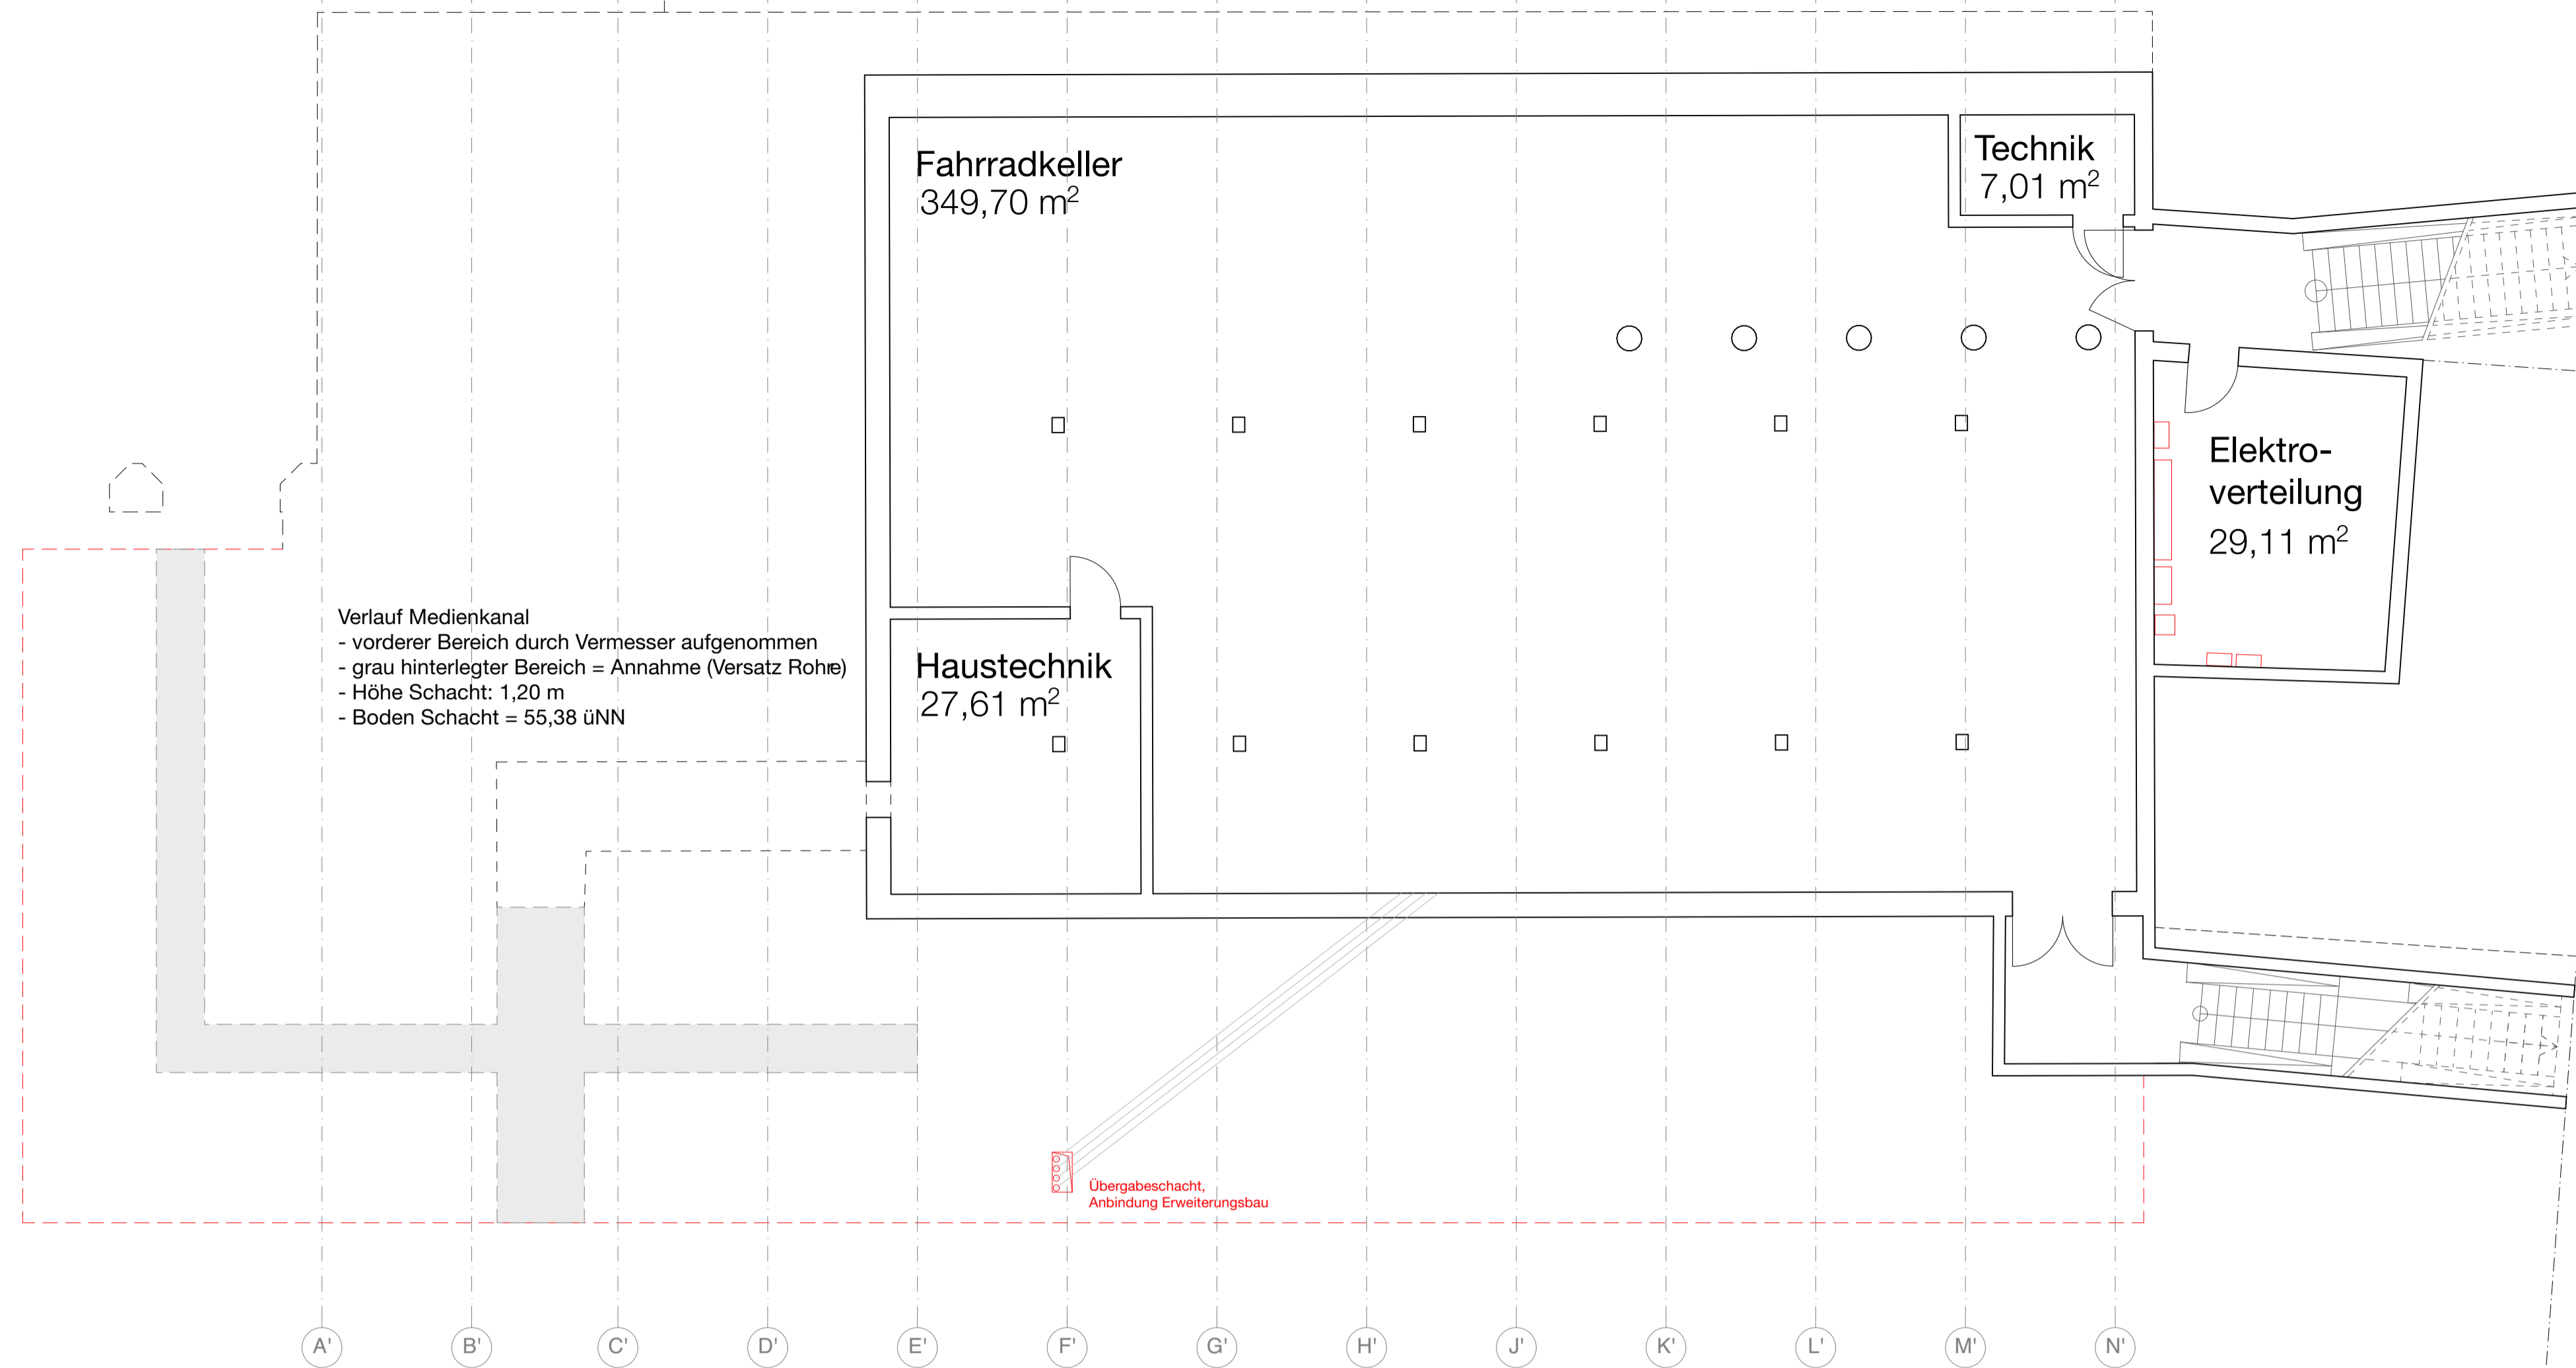 Fahrradkeller
349,70 m²
Technik
7,01 m²
Elektro-
verteilung
29,11 m²
Verlauf Medienkanal
- vorderer Bereich durch Vermesser aufgenommen
- grau hinterlegter Bereich = Annahme (Versatz Rohre)
- Höhe Schacht: 1,20 m
- Boden Schacht = 55,38 üNN
Haustechnik
27,61 m²
Übergabeschacht,
Anbindung Erweiterungsbau
A' B' C' D' E' F' G' H' J' K' L' M' N'